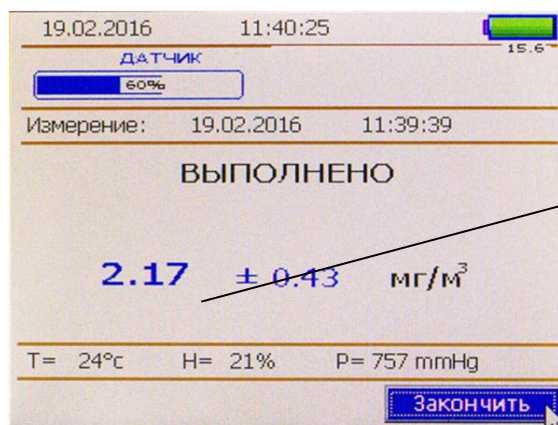 19.02.2016 11:40:25
15.6
ДАТЧИК
60%
Измерение: 19.02.2016 11:39:39
ВЫПОЛНЕНО
2.17 ± 0.43 мг/м³
T= 24°c H= 21% P= 757 mmHg
Закончить